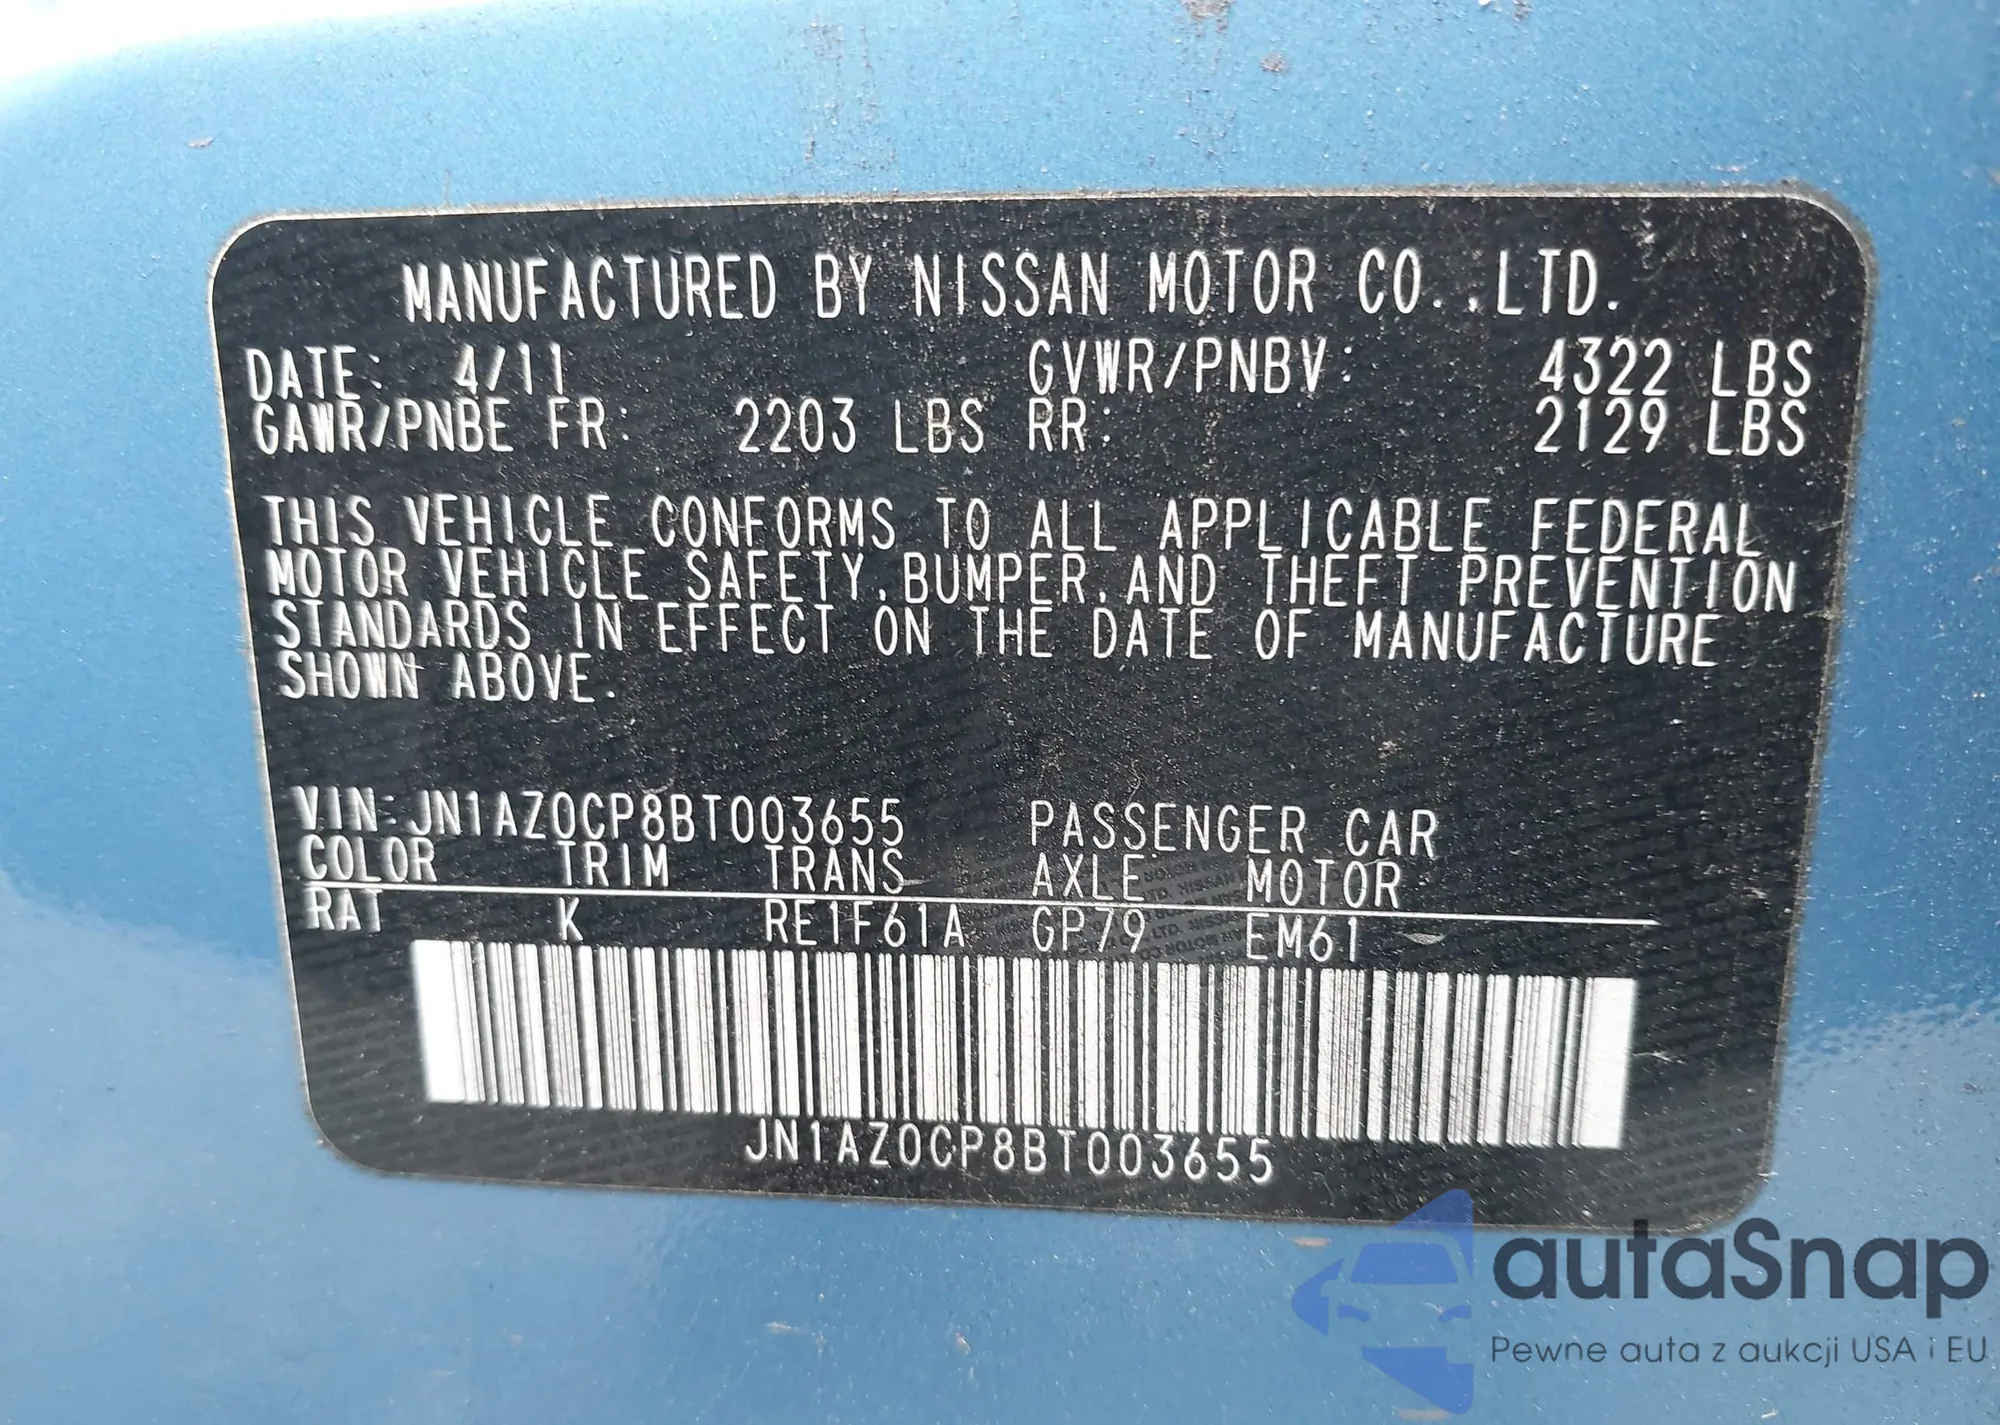 MANUFACTURED BY NISSAN MOTOR CO.,LTD.
DATE: 4/11 GVWR/PNBV: 4322 LBS
GAWR/PNBE FR: 2203 LBS RR: 2129 LBS
THIS VEHICLE CONFORMS TO ALL APPLICABLE FEDERAL
MOTOR VEHICLE SAFETY,BUMPER,AND THEFT PREVENTION
STANDARDS IN EFFECT ON THE DATE OF MANUFACTURE
SHOWN ABOVE.
VIN: JN1AZ0CP8BT003655 PASSENGER CAR
COLOR TRIM TRANS AXLE MOTOR
RAT K RE1F61A GP79 EM61
JN1AZ0CP8BT003655
autaSnap
Pewne auta z aukcji USA i EU